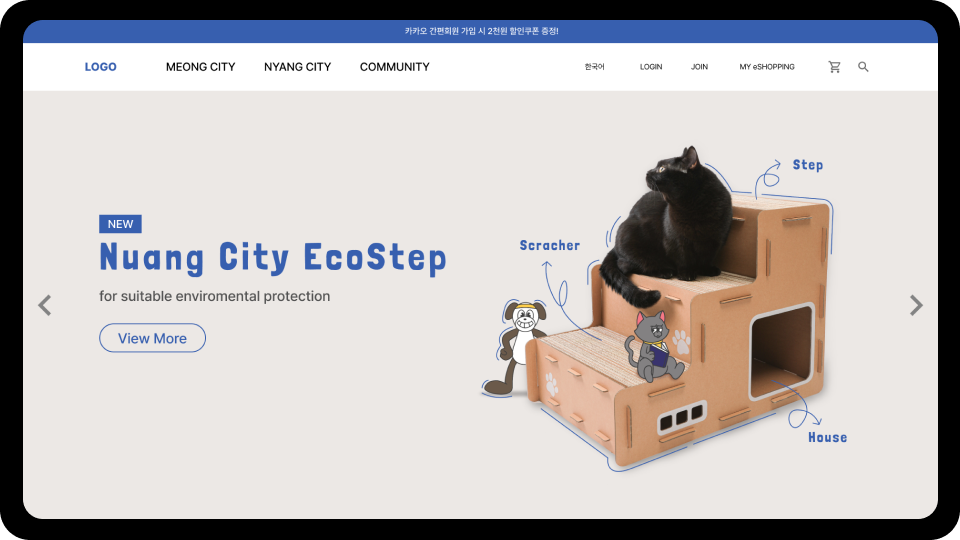 카카오 간편회원 가입 시 2천원 할인쿠폰 증정!
LOGO MEONG CITY NYANG CITY COMMUNITY 한국어 LOGIN JOIN MY eSHOPPING
Step
NEW
Scracher
Nuang City EcoStep
for suitable enviromental protection
View More
House